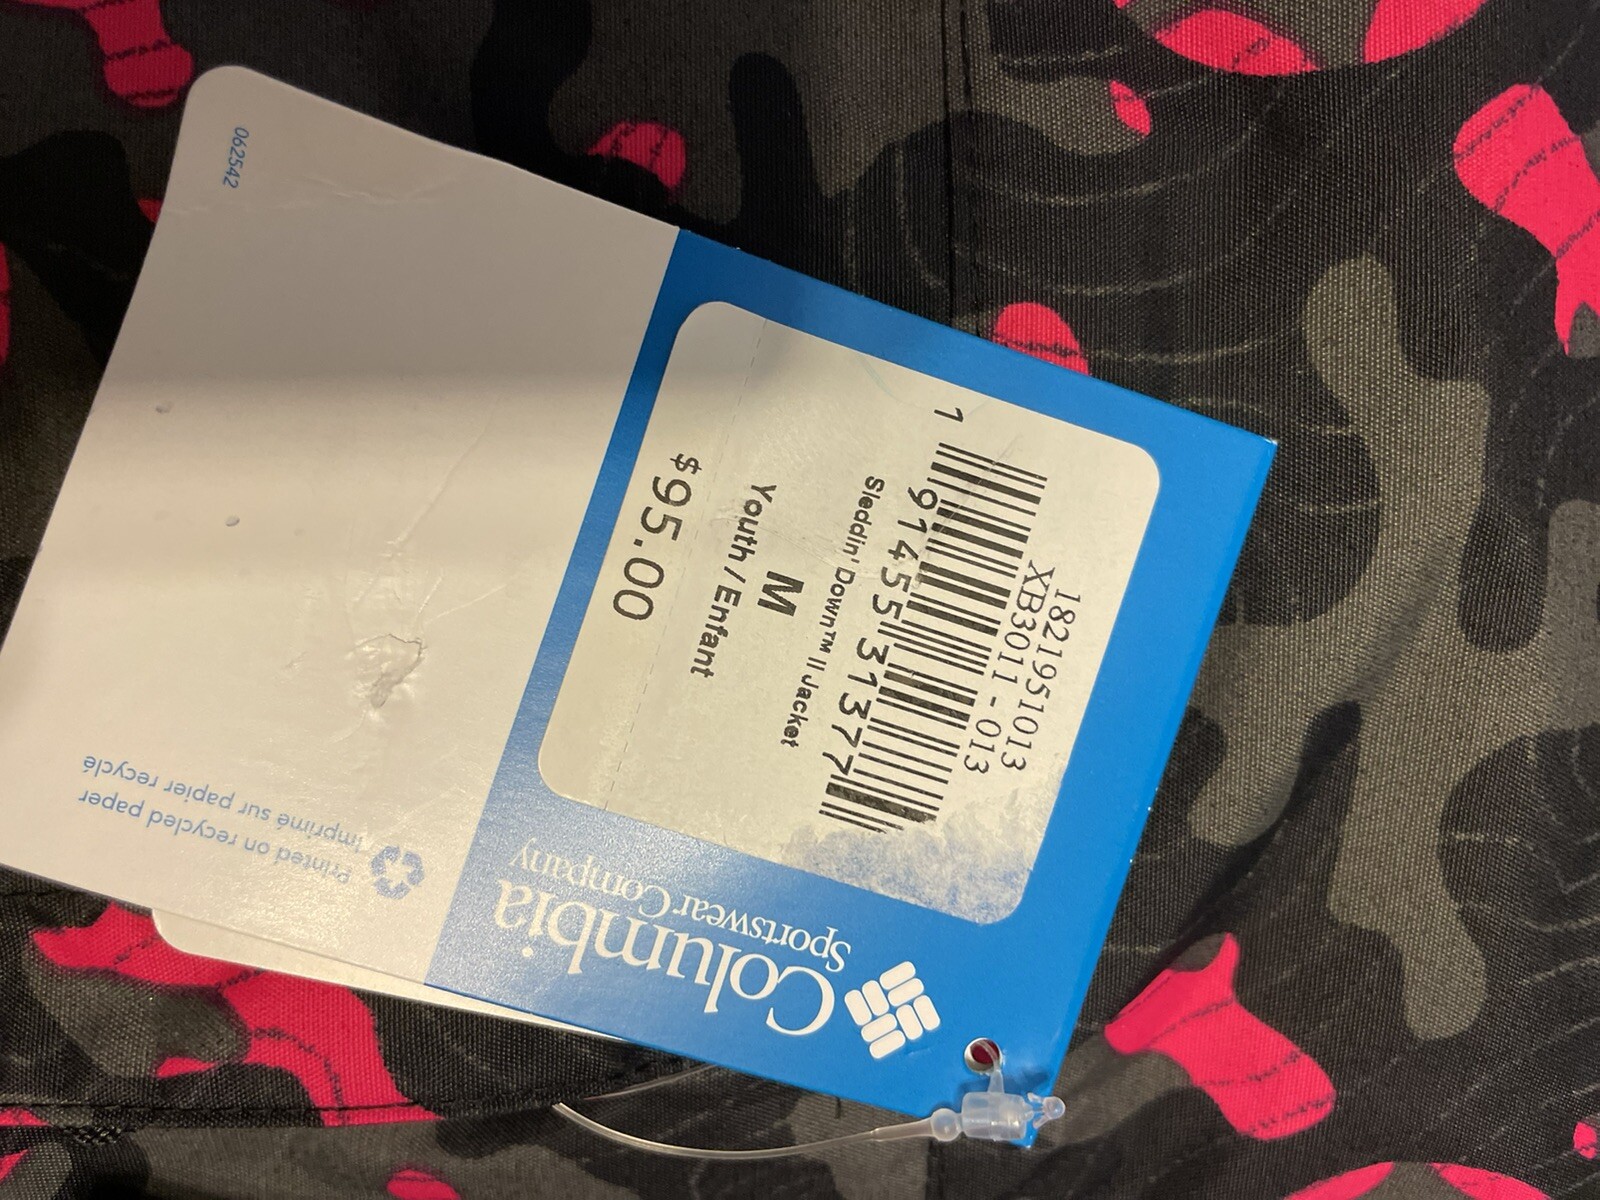 1821951013
XB3011 - 013
1 91455 31377
Sleddin' Down™ II Jacket
M
Youth / Enfant
$95.00
Columbia
Sportswear Company
Printed on recycled paper
Imprimé sur papier recyclé
062542